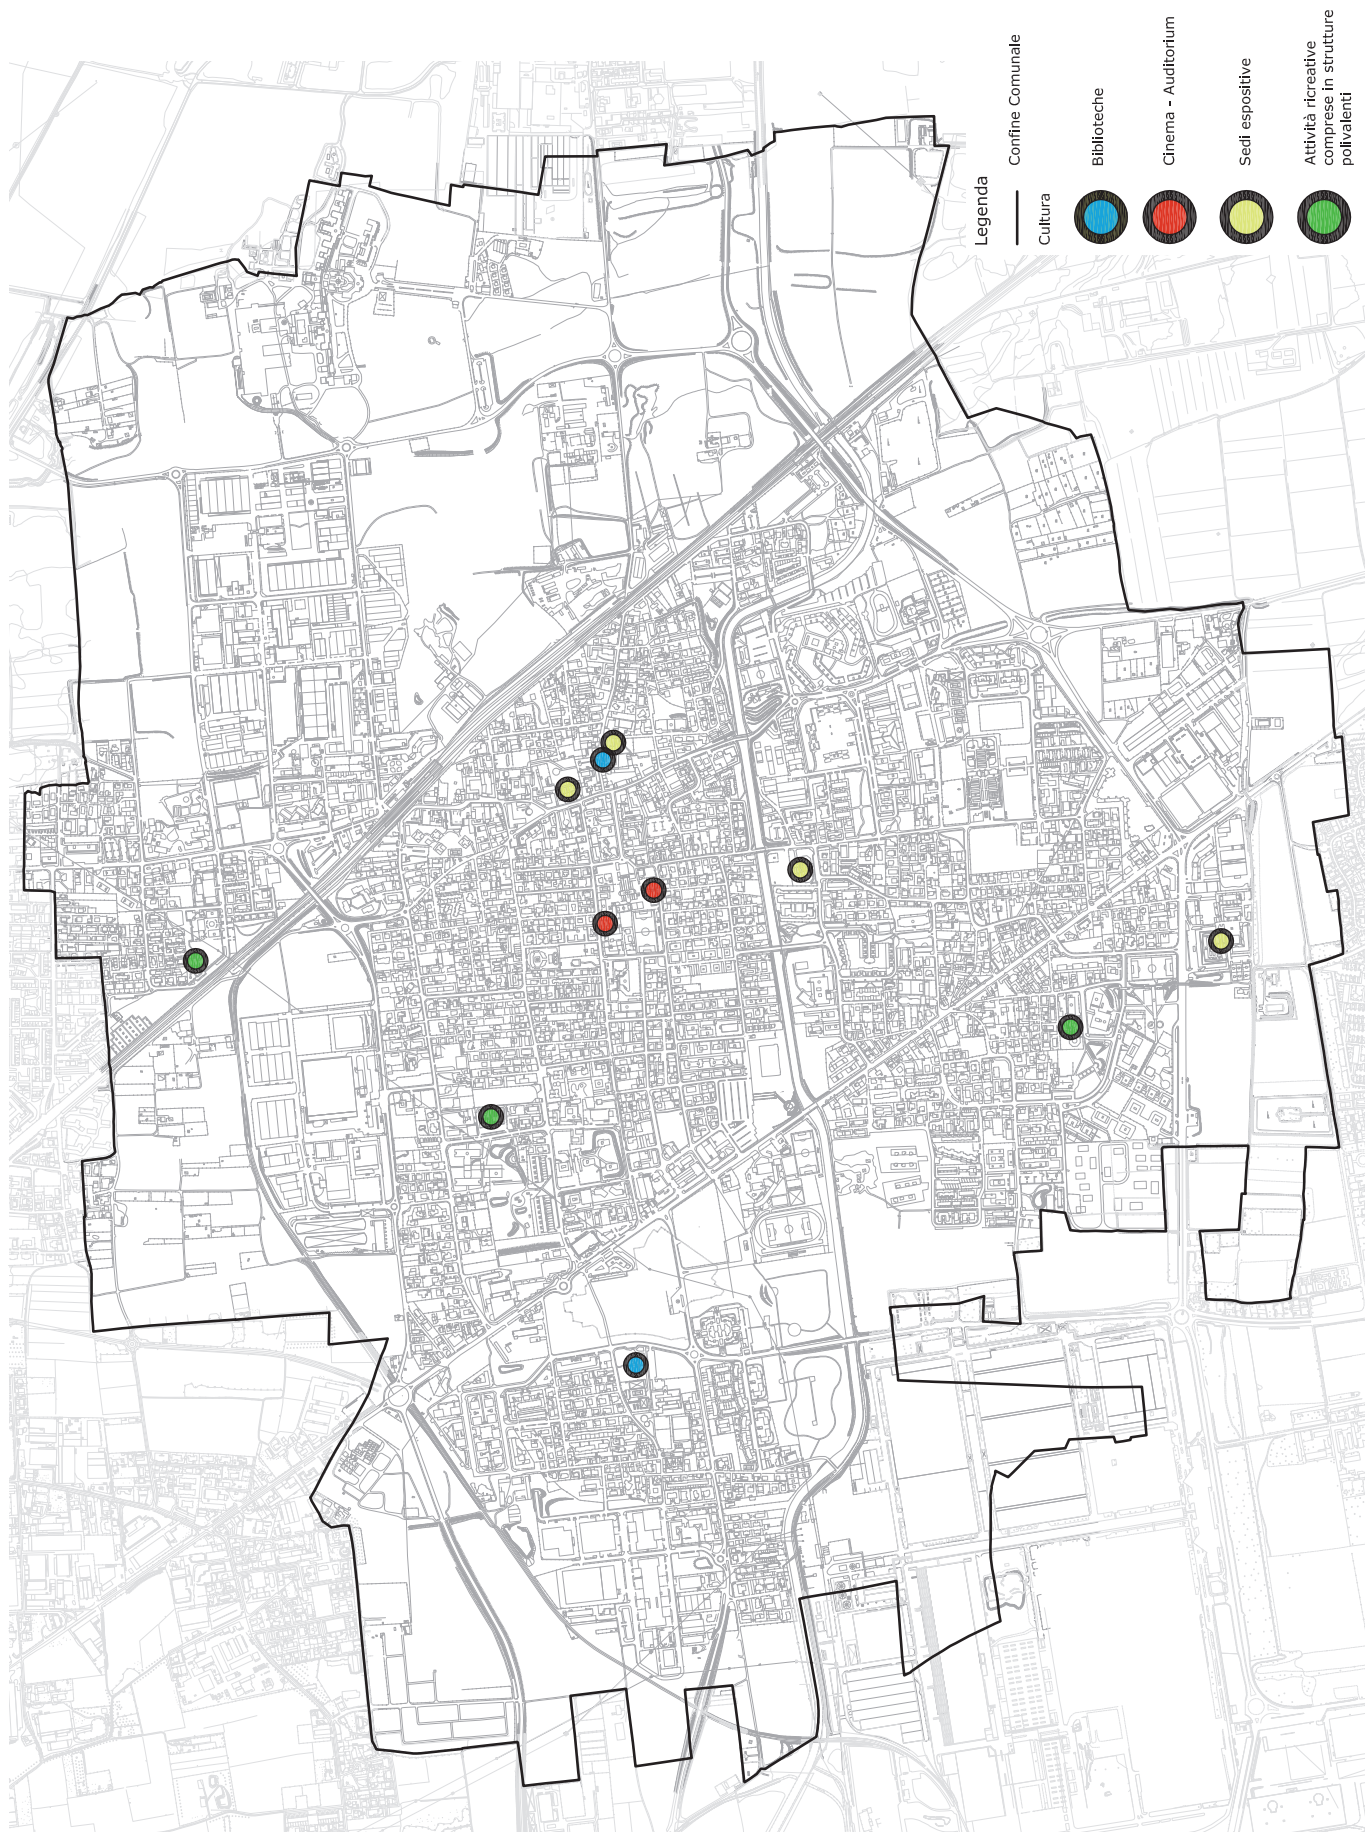 Legenda
Confine Comunale
Cultura
Biblioteche
Cinema - Auditorium
Sedi espositive
Attività ricreative
comprese in strutture
polivalenti